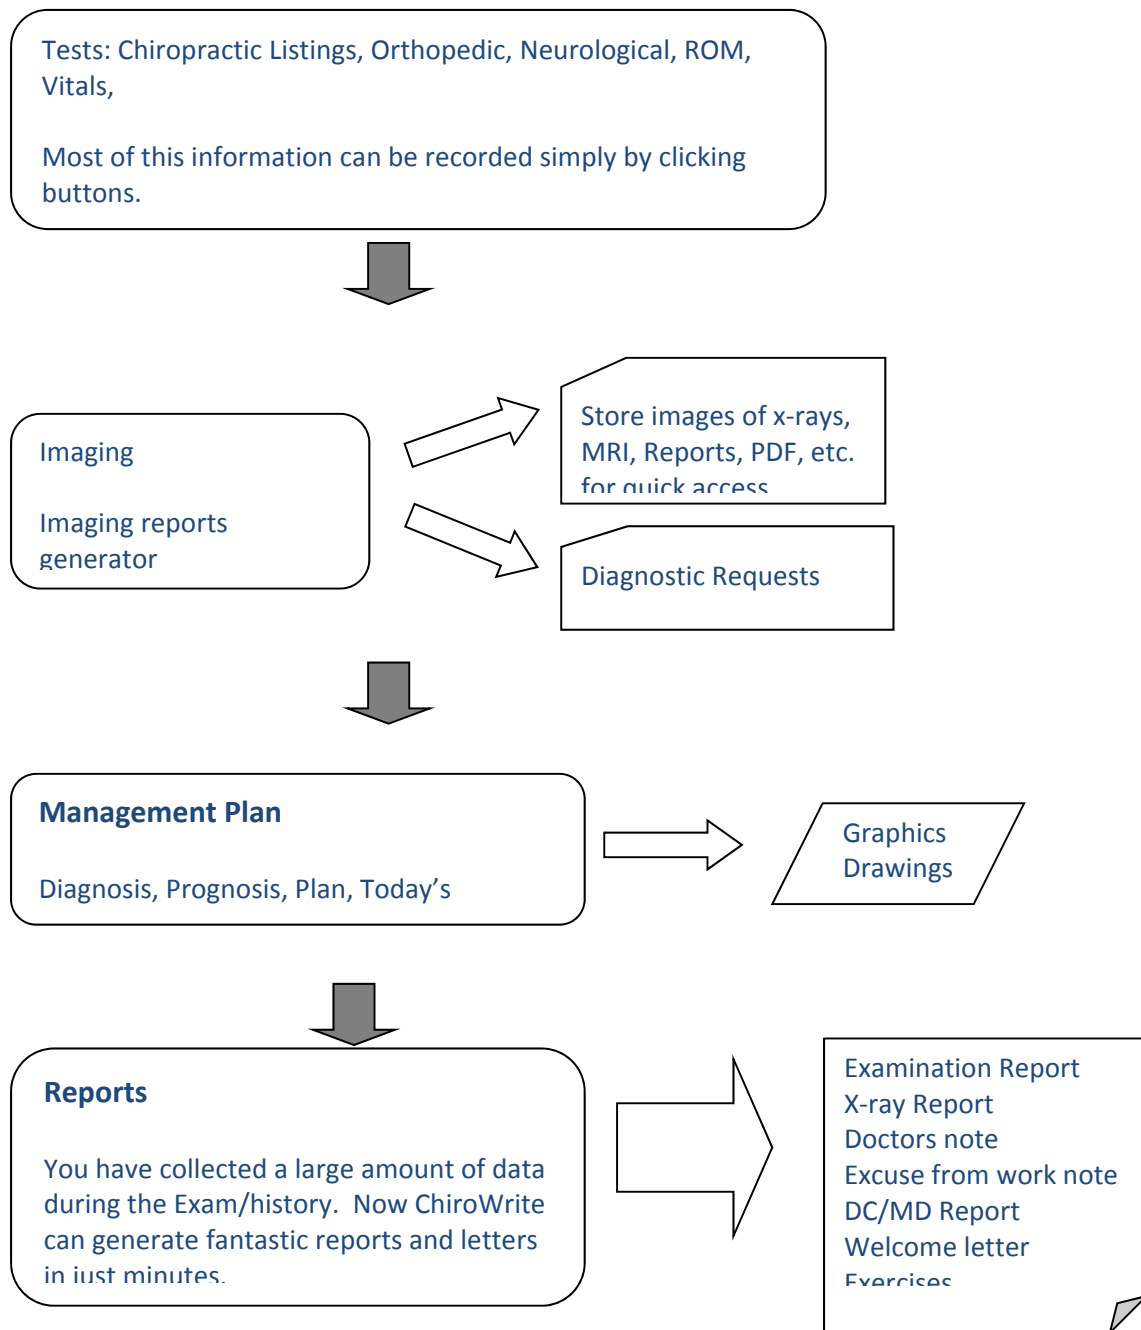 Tests: Chiropractic Listings, Orthopedic, Neurological, ROM,
Vitals,
Most of this information can be recorded simply by clicking
buttons.
Imaging
Imaging reports
generator
Store images of x-rays,
MRI, Reports, PDF, etc.
for quick access
Diagnostic Requests
Management Plan
Diagnosis, Prognosis, Plan, Today's
Graphics
Drawings
Reports
You have collected a large amount of data
during the Exam/history.  Now ChiroWrite
can generate fantastic reports and letters
in just minutes.
Examination Report
X-ray Report
Doctors note
Excuse from work note
DC/MD Report
Welcome letter
Exercises